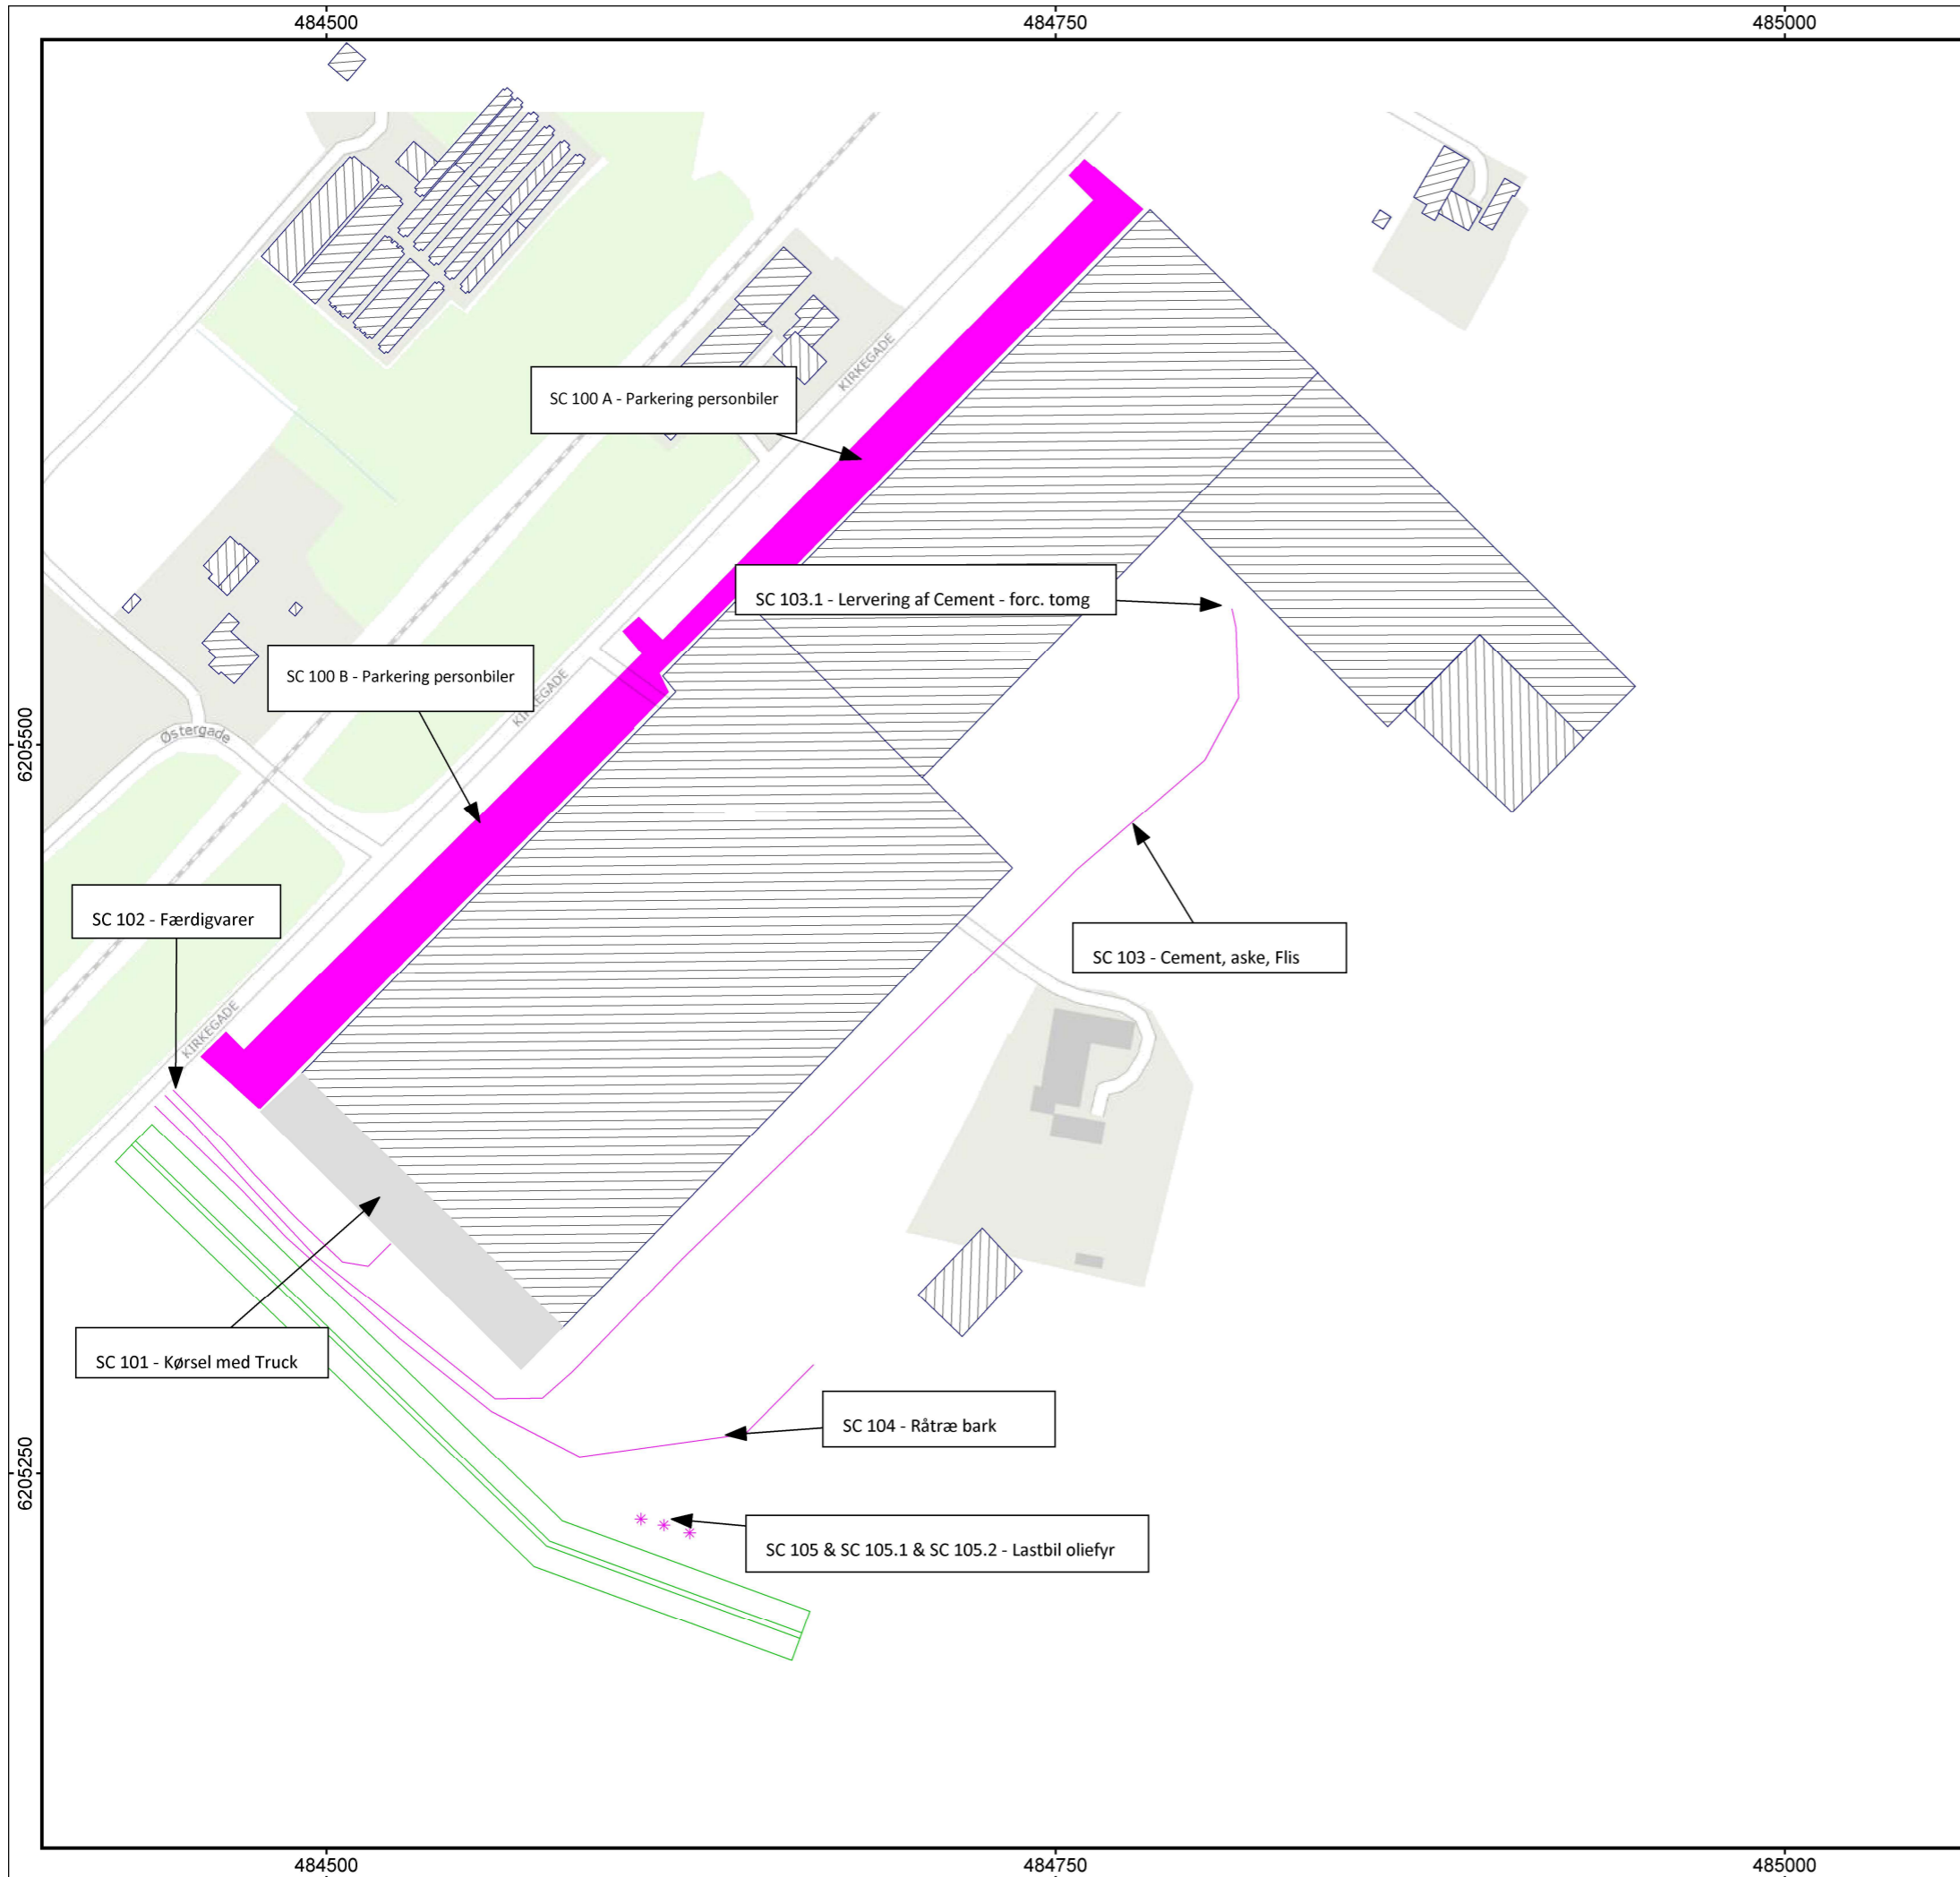 484500
484750
485000
KIRKEGADE
SC 100 A - Parkering personbiler
SC 103.1 - Lervering af Cement - forc. tomg
SC 100 B - Parkering personbiler
KIRKEGADE
Østergade
6205500
SC 102 - Færdigvarer
SC 103 - Cement, aske, Flis
KIRKEGADE
SC 101 - Kørsel med Truck
SC 104 - Råtræ bark
6205250
SC 105 & SC 105.1 & SC 105.2 - Lastbil oliefyr
484500
484750
485000